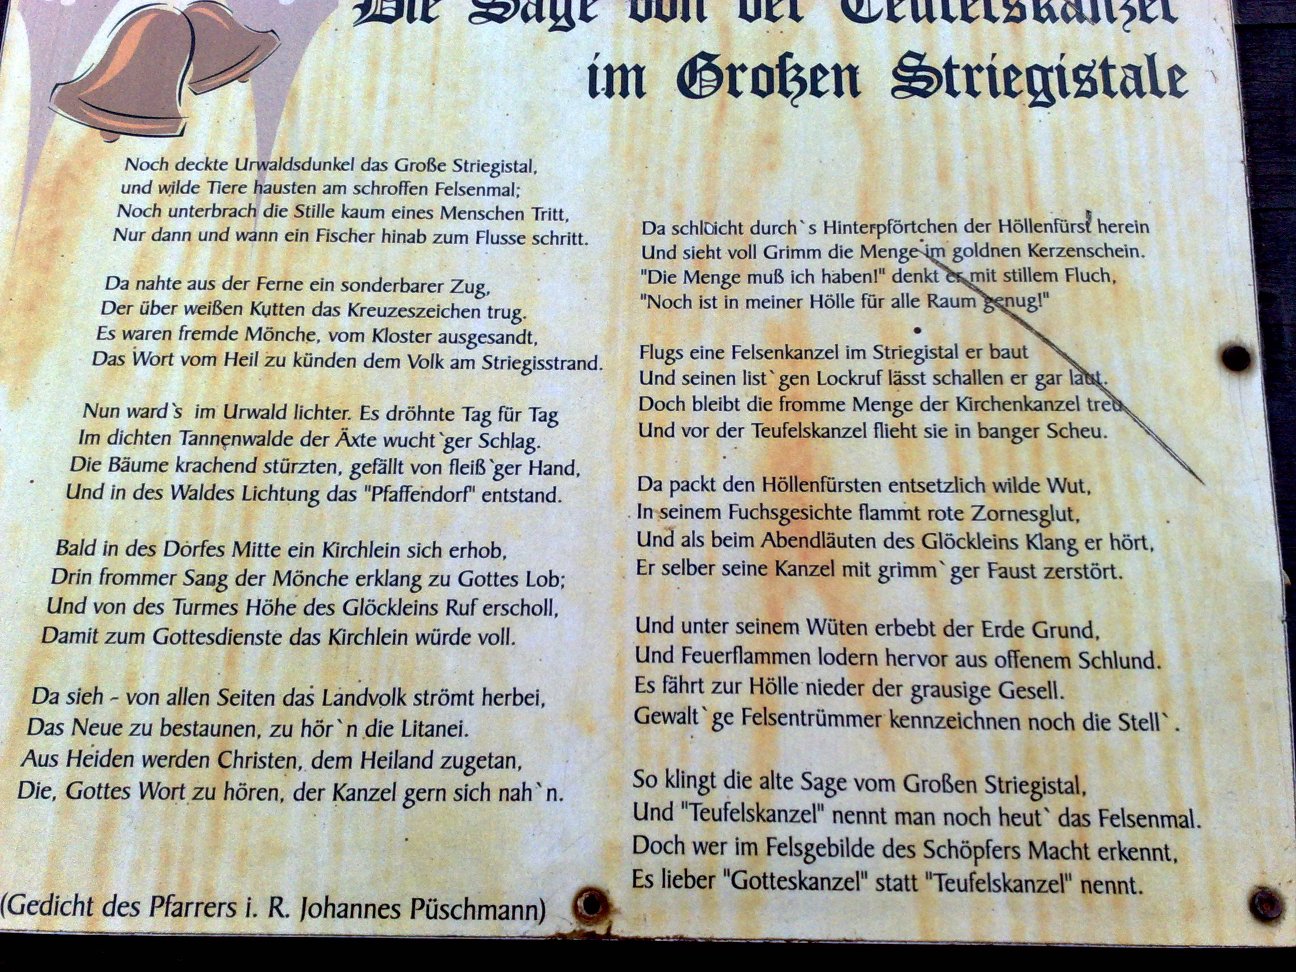 Die Sage von der Teufelskanzel
im Großen Striegistale
Noch deckte Urwaldsdunkel das Große Striegistal,
und wilde Tiere hausten am schroffen Felsenmal;
Noch unterbrach die Stille kaum eines Menschen Tritt,
Nur dann und wann ein Fischer hinab zum Flusse schritt.
Da nahte aus der Ferne ein sonderbarer Zug,
Der über weißen Kutten das Kreuzeszeichen trug.
Es waren fremde Mönche, vom Kloster ausgesandt,
Das Wort vom Heil zu künden dem Volk am Striegisstrand.
Nun ward`s im Urwald lichter. Es dröhnte Tag für Tag
Im dichten Tannenwalde der Äxte wucht`ger Schlag.
Die Bäume krachend stürzten, gefällt von fleiß`ger Hand,
Und in des Waldes Lichtung das "Pfaffendorf" entstand.
Bald in des Dorfes Mitte ein Kirchlein sich erhob,
Drin frommer Sang der Mönche erklang zu Gottes Lob;
Und von des Turmes Höhe des Glöckleins Ruf erscholl,
Damit zum Gottesdienste das Kirchlein würde voll.
Da sieh - von allen Seiten das Landvolk strömt herbei,
Das Neue zu bestaunen, zu hör`n die Litanei.
Aus Heiden werden Christen, dem Heiland zugetan,
Die, Gottes Wort zu hören, der Kanzel gern sich nah`n.
(Gedicht des Pfarrers i. R. Johannes Püschmann)
Da schleicht durch`s Hinterpförtchen der Höllenfürst herein
Und sieht voll Grimm die Menge im goldnen Kerzenschein.
"Die Menge muß ich haben!" denkt er mit stillem Fluch,
"Noch ist in meiner Hölle für alle Raum genug!"
Flugs eine Felsenkanzel im Striegistal er baut
Und seinen list`gen Lockruf lässt schallen er gar laut.
Doch bleibt die fromme Menge der Kirchenkanzel treu
Und vor der Teufelskanzel flieht sie in banger Scheu.
Da packt den Höllenfürsten entsetzlich wilde Wut,
In seinem Fuchsgesichte flammt rote Zornesglut,
Und als beim Abendläuten des Glöckleins Klang er hört,
Er selber seine Kanzel mit grimm`ger Faust zerstört.
Und unter seinem Wüten erbebt der Erde Grund,
Und Feuerflammen lodern hervor aus offenem Schlund.
Es fährt zur Hölle nieder der grausige Gesell.
Gewalt`ge Felsentrümmer kennzeichnen noch die Stell`.
So klingt die alte Sage vom Großen Striegistal,
Und "Teufelskanzel" nennt man noch heut` das Felsenmal.
Doch wer im Felsgebilde des Schöpfers Macht erkennt,
Es lieber "Gotteskanzel" statt "Teufelskanzel" nennt.